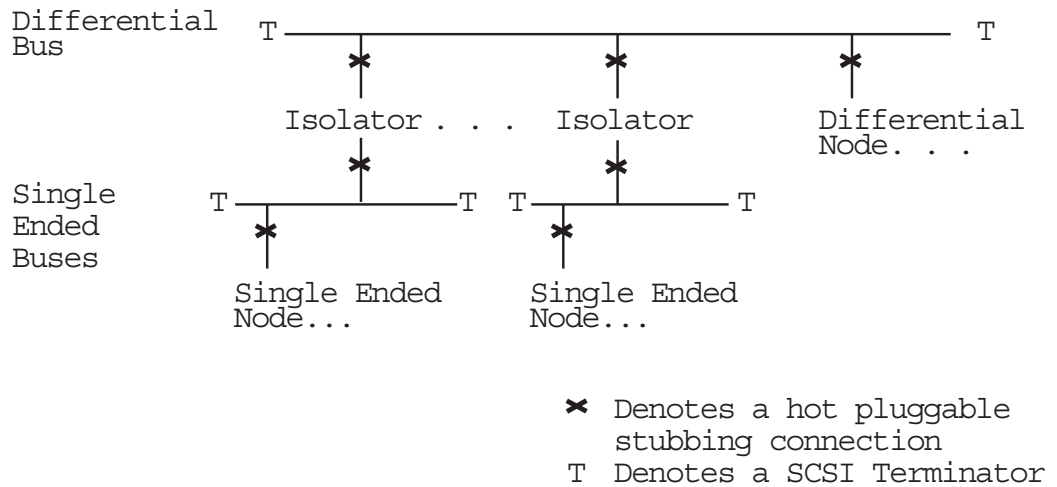 Differential
Bus
T
T
Isolator . . . Isolator
Differential
Node. . .
Single
Ended
Buses
T
T
T
T
Single Ended
Node...
Single Ended
Node...
Denotes a hot pluggable
stubbing connection
T Denotes a SCSI Terminator